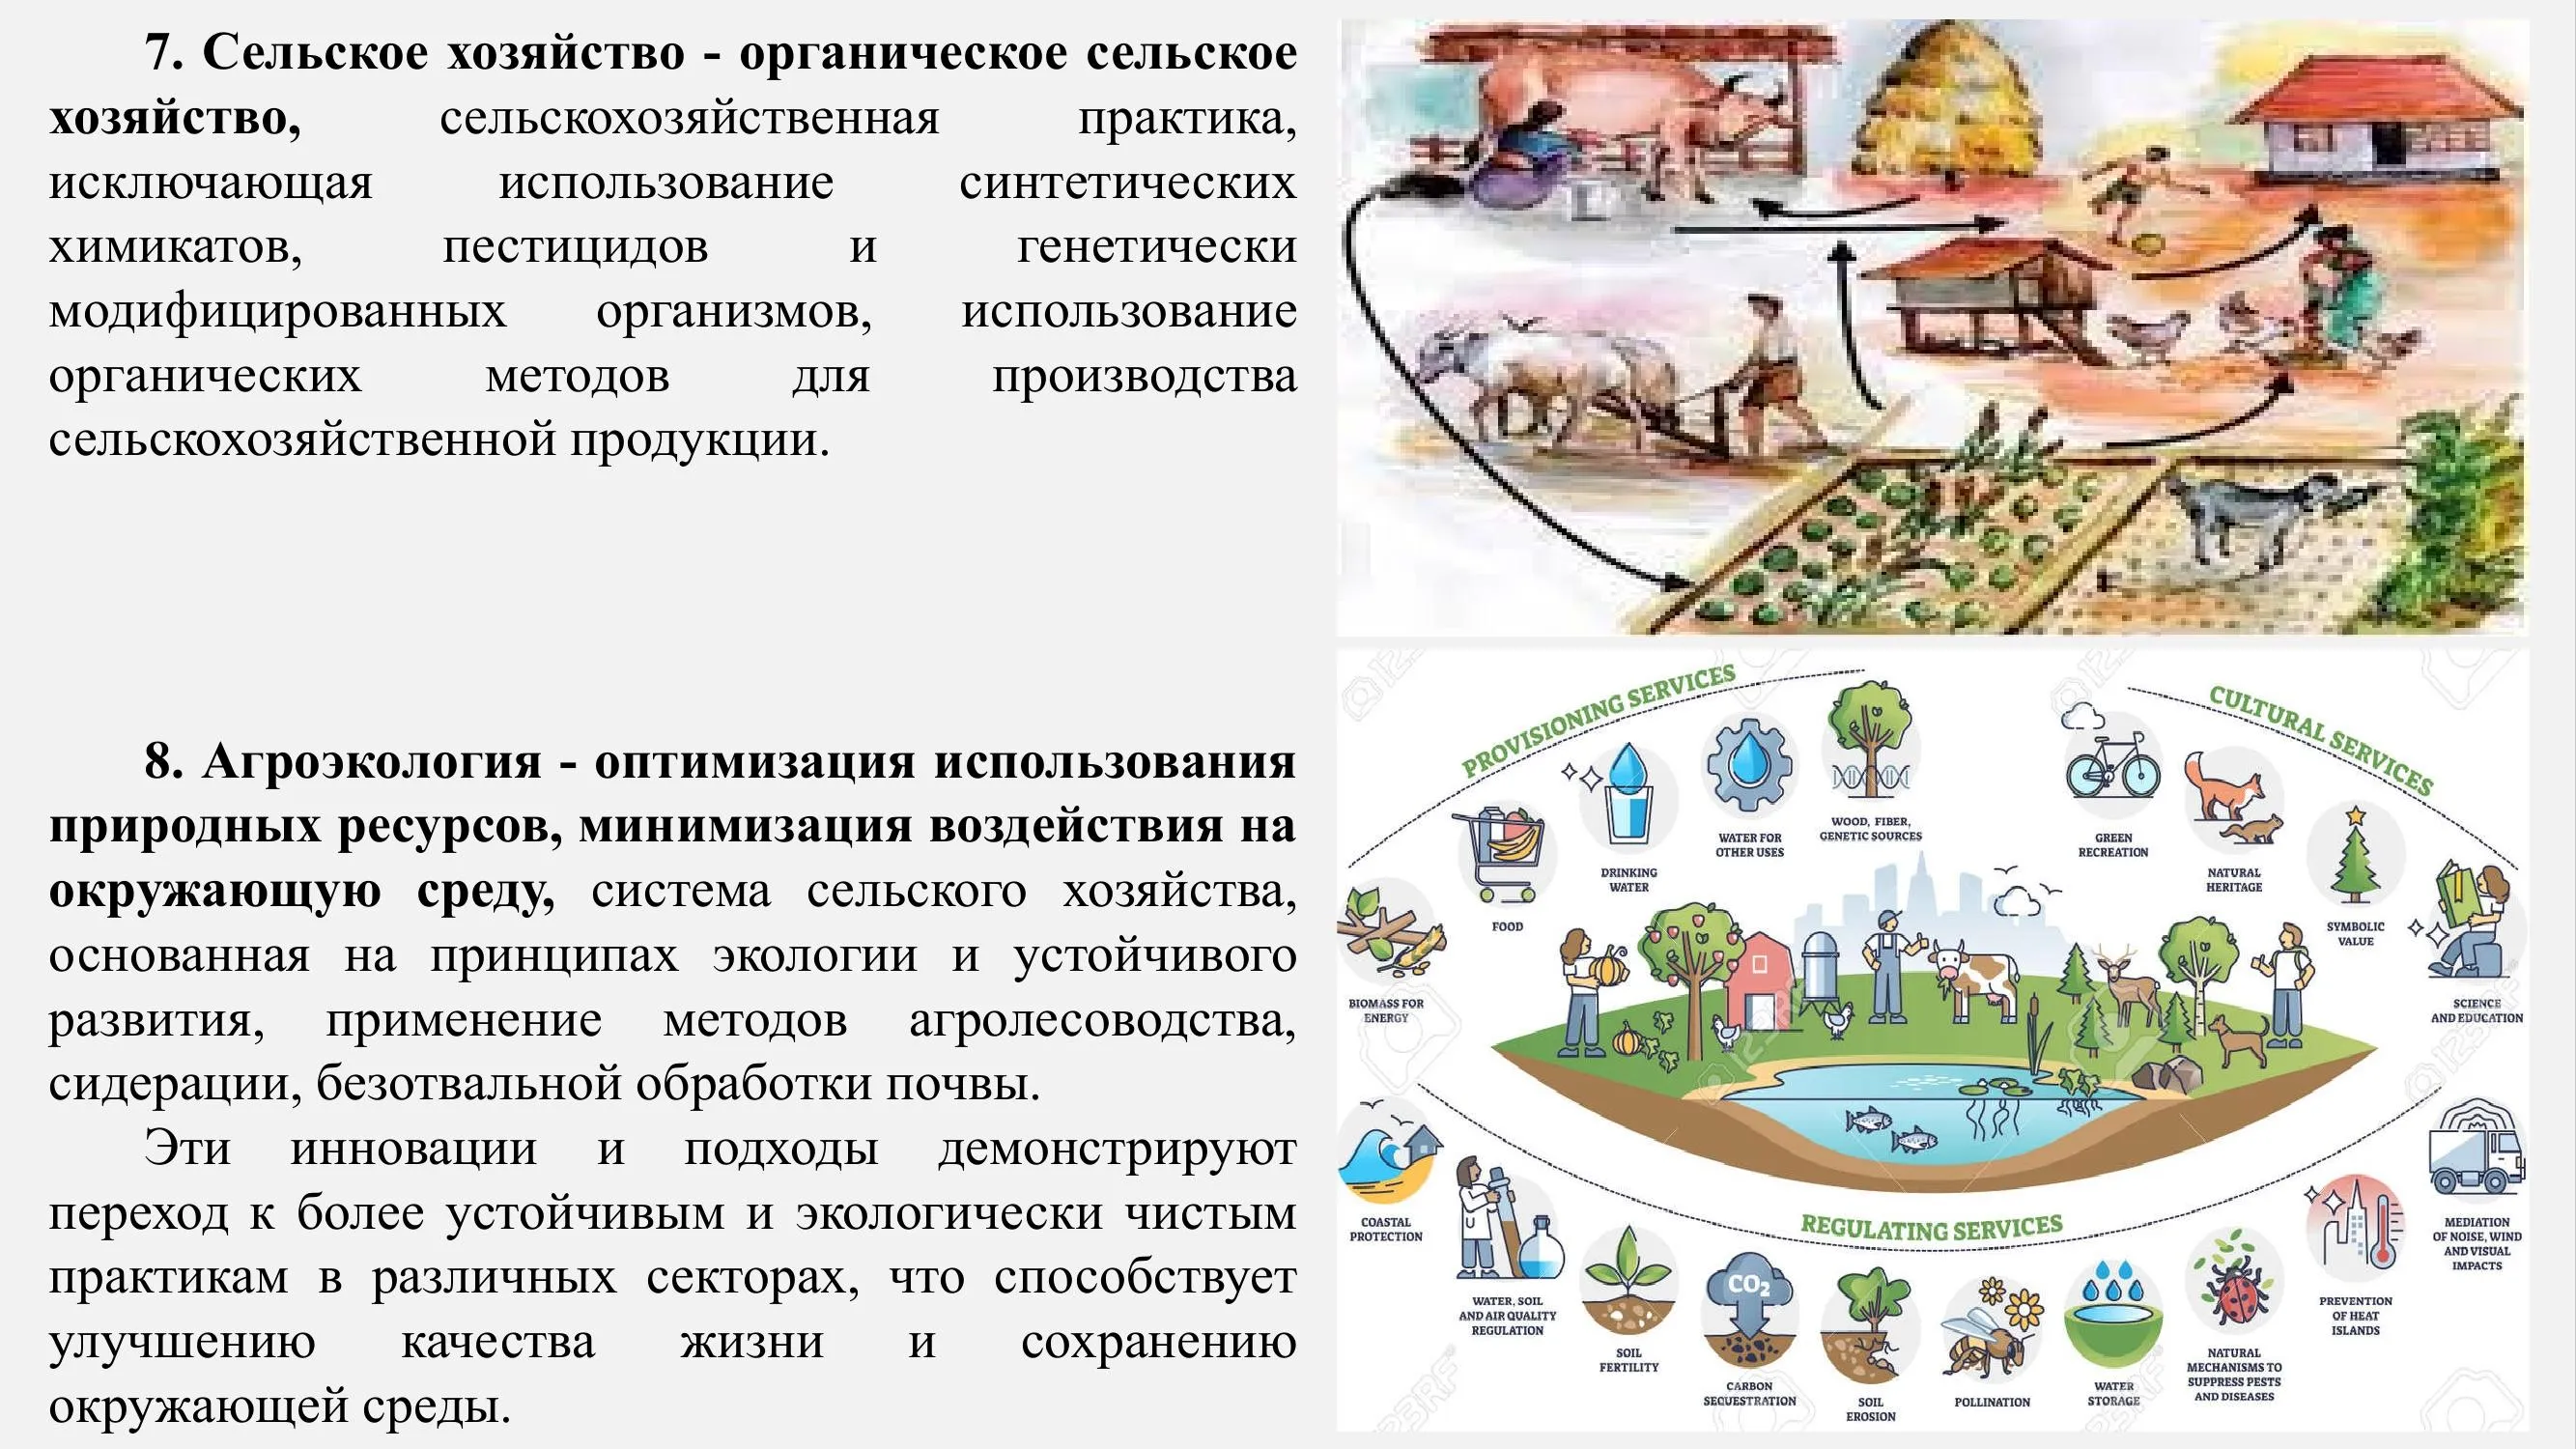 7. Сельское хозяйство - органическое сельское
хозяйство, сельскохозяйственная практика,
исключающая использование синтетических
химикатов, пестицидов и генетически
модифицированных организмов, использование
органических методов для производства
сельскохозяйственной продукции.
8. Агроэкология - оптимизация использования
природных ресурсов, минимизация воздействия на
окружающую среду, система сельского хозяйства,
основанная на принципах экологии и устойчивого
развития, применение методов агролесоводства,
сидерации, безотвальной обработки почвы.
Эти инновации и подходы демонстрируют
переход к более устойчивым и экологически чистым
практикам в различных секторах, что способствует
улучшению качества жизни и сохранению
окружающей среды.
PROVISIONING SERVICES
BIOMASS FOR
ENERGY
FOOD
DRINKING
WATER
WATER FOR
OTHER USES
WOOD, FIBER,
GENETIC SOURCES
CULTURAL SERVICES
GREEN
RECREATION
NATURAL
HERITAGE
SYMBOLIC
VALUE
SCIENCE
AND EDUCATION
REGULATING SERVICES
COASTAL
PROTECTION
WATER, SOIL
AND AIR QUALITY
REGULATION
SOIL
FERTILITY
CO2
CARBON
SEQUESTRATION
SOIL
EROSION
POLLINATION
WATER
STORAGE
NATURAL
MECHANISMS TO
SUPPRESS PESTS
AND DISEASES
PREVENTION
OF HEAT
ISLANDS
MEDIATION
OF NOISE, WIND
AND VISUAL
IMPACTS
123RF